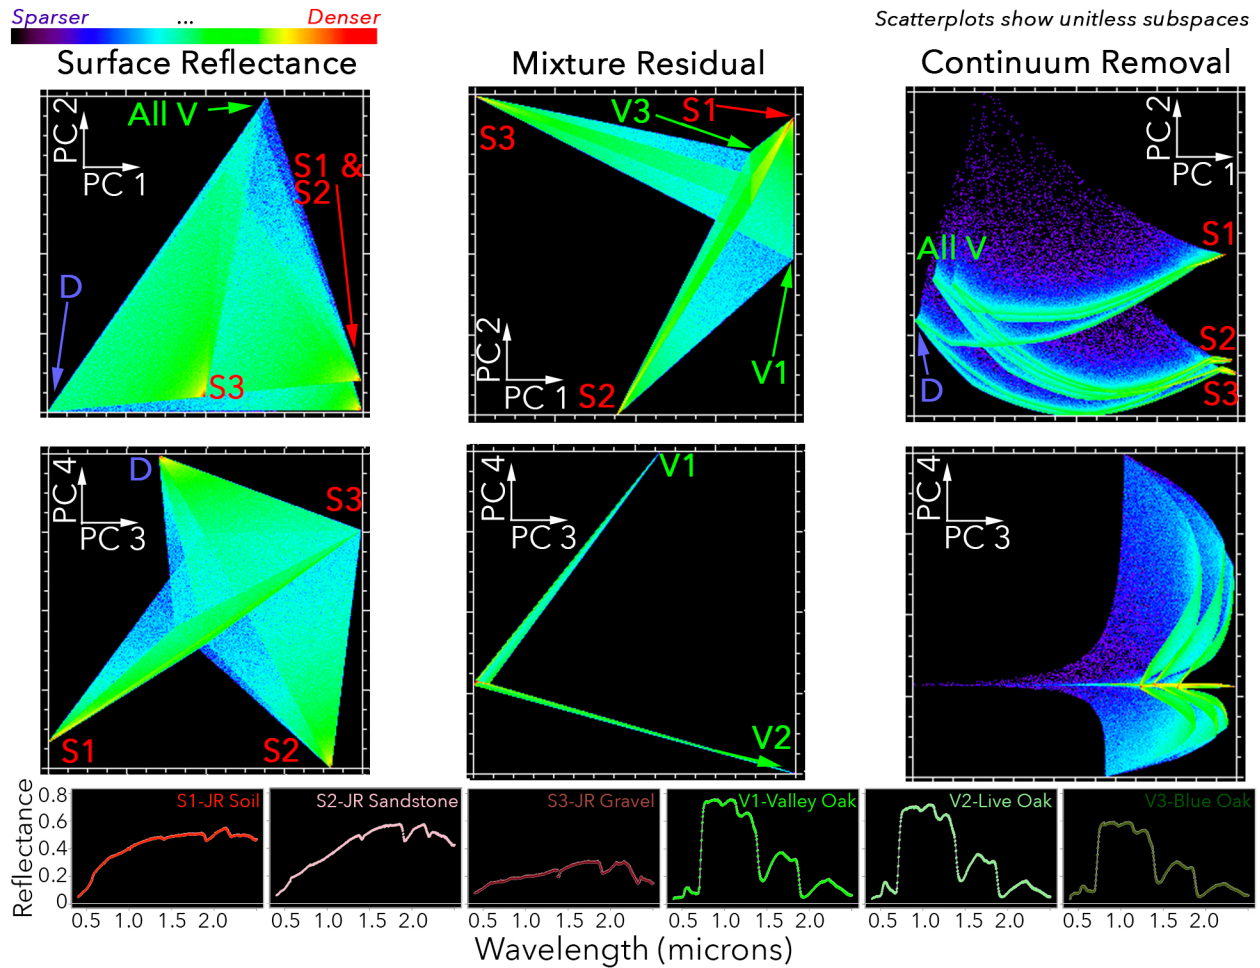 Sparser ... Denser
Scatterplots show unitless subspaces
Surface Reflectance
Mixture Residual
Continuum Removal
PC 2
PC 1
All V
S1 &
S2
D
S3
PC 2
PC 1
S3
V3
S1
V1
S2
PC 2
PC 1
All V
S1
S2
S3
D
PC 4
PC 3
D
S3
S1
S2
PC 4
PC 3
V1
V2
PC 4
PC 3
Reflectance
0.8
0.6
0.4
0.2
0
S1-JR Soil
S2-JR Sandstone
S3-JR Gravel
V1-Valley Oak
V2-Live Oak
V3-Blue Oak
0.5 1.0 1.5 2.0
0.5 1.0 1.5 2.0
0.5 1.0 1.5 2.0
0.5 1.0 1.5 2.0
0.5 1.0 1.5 2.0
0.5 1.0 1.5 2.0
Wavelength (microns)